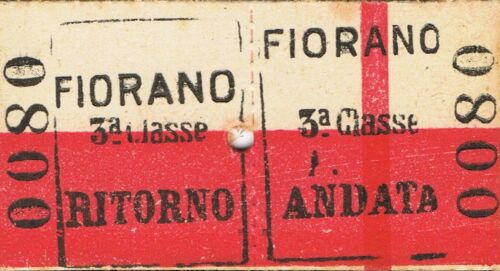 0080
FIORANO
3ª Classe
RITORNO
FIORANO
3ª Classe
ANDATA
0080